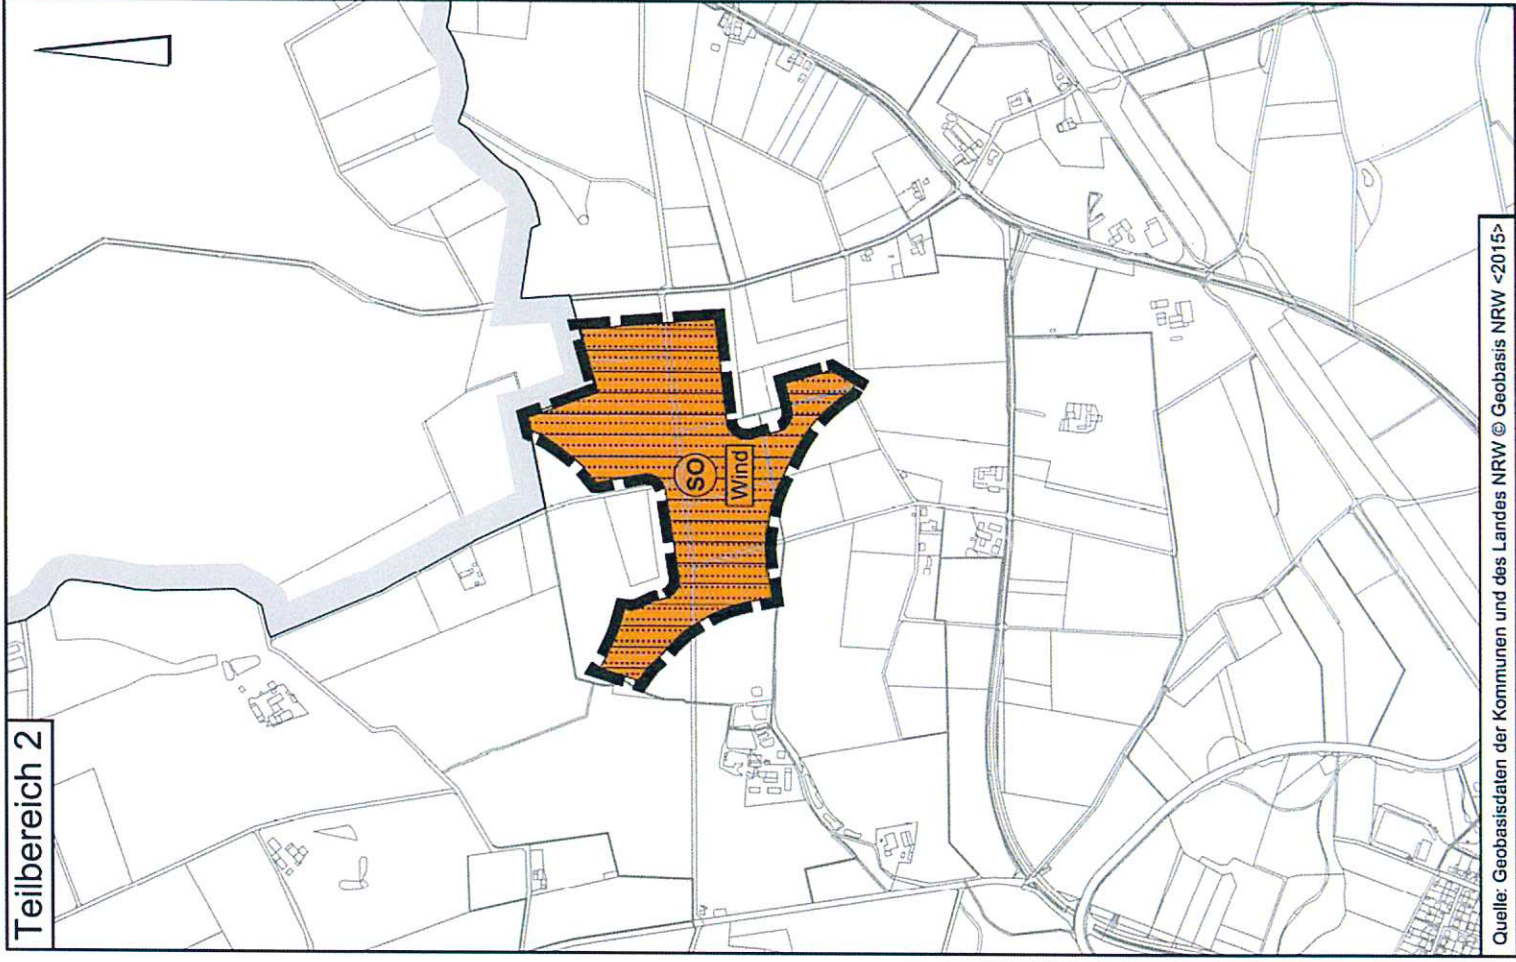 Teilbereich 2
SO
Wind
Quelle: Geobasisdaten der Kommunen und des Landes NRW © Geobasis NRW <2015>